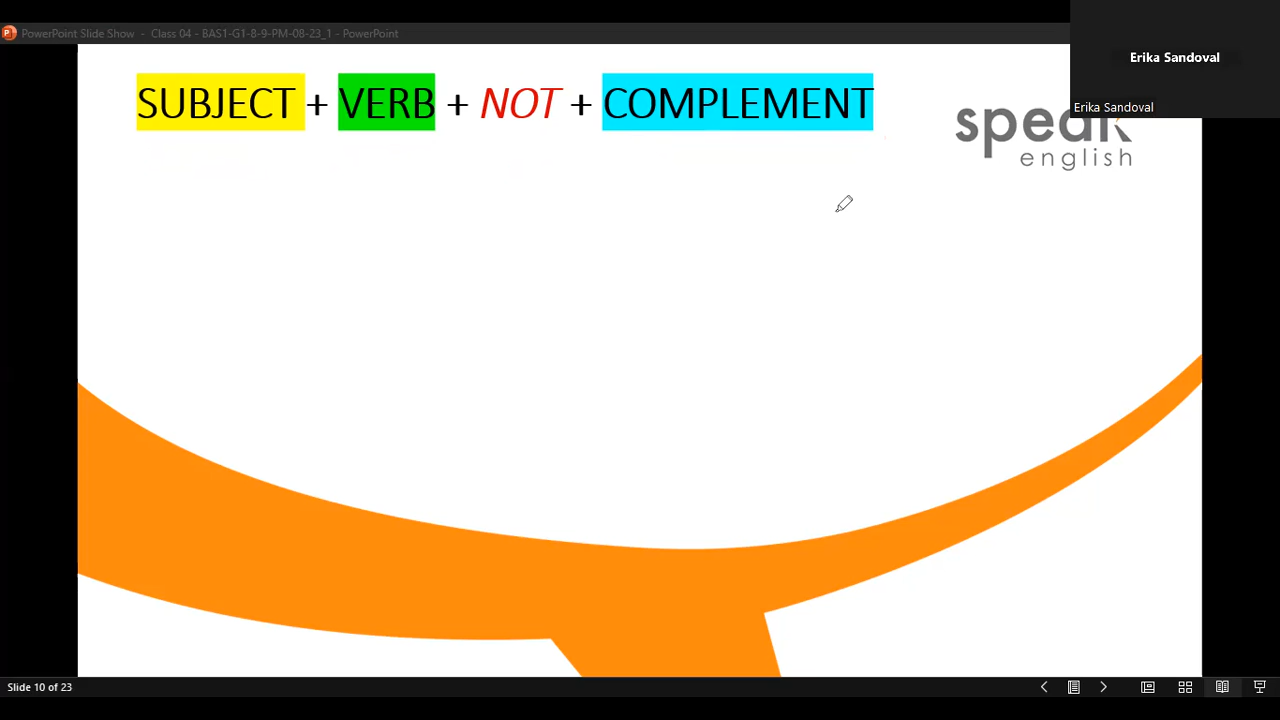 PowerPoint Slide Show - Class 04 - BAS1-G1-8-9-PM-08-23_1 - PowerPoint
Erika Sandoval
Erika Sandoval
SUBJECT + VERB + NOT + COMPLEMENT
speak
english
Slide 10 of 23